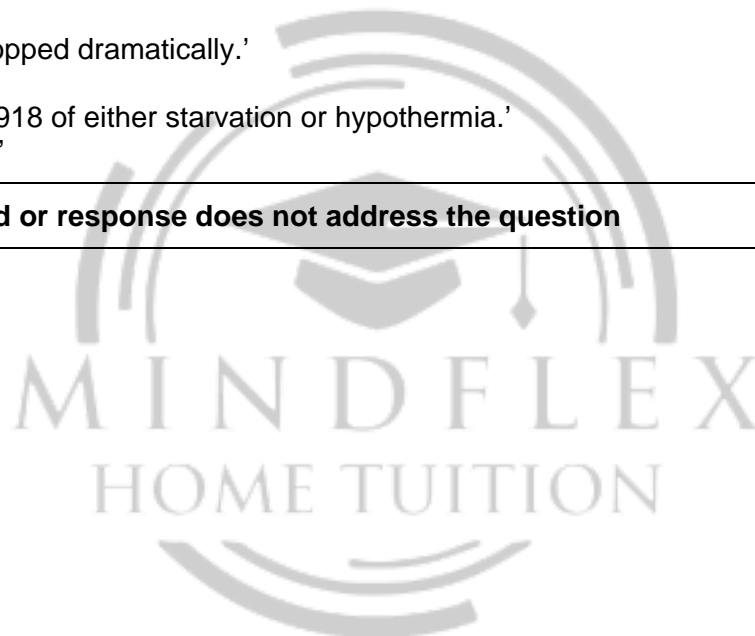 opped dramatically.’
918 of either starvation or hypothermia.’
’
d or response does not address the question
MINDFLEX
HOME TUITION